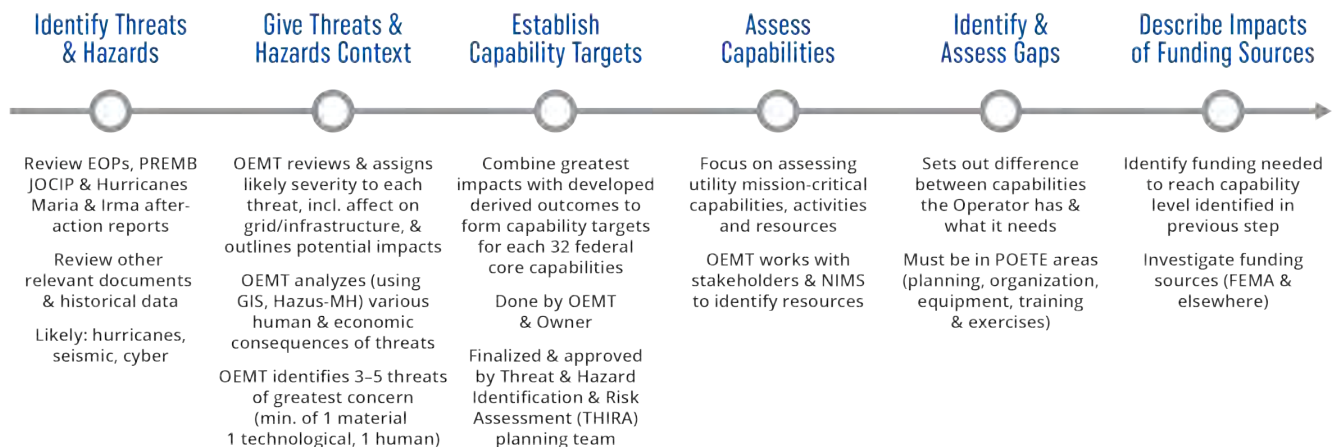 Identify Threats
& Hazards
Review EOPs, PREMB
JOCIP & Hurricanes
Maria & Irma after-
action reports
Review other
relevant documents
& historical data
Likely: hurricanes,
seismic, cyber
Give Threats &
Hazards Context
OEMT reviews & assigns
likely severity to each
threat, incl. affect on
grid/infrastructure, &
outlines potential impacts
OEMT analyzes (using
GIS, Hazus-MH) various
human & economic
consequences of threats
OEMT identifies 3–5 threats
of greatest concern
(min. of 1 material
1 technological, 1 human)
Establish
Capability Targets
Combine greatest
impacts with developed
derived outcomes to
form capability targets
for each 32 federal
core capabilities
Done by OEMT
& Owner
Finalized & approved
by Threat & Hazard
Identification & Risk
Assessment (THIRA)
planning team
Assess
Capabilities
Focus on assessing
utility mission-critical
capabilities, activities
and resources
OEMT works with
stakeholders & NIMS
to identify resources
Identify &
Assess Gaps
Sets out difference
between capabilities
the Operator has &
what it needs
Must be in POETE areas
(planning, organization,
equipment, training
& exercises)
Describe Impacts
of Funding Sources
Identify funding needed
to reach capability
level identified in
previous step
Investigate funding
sources (FEMA &
elsewhere)